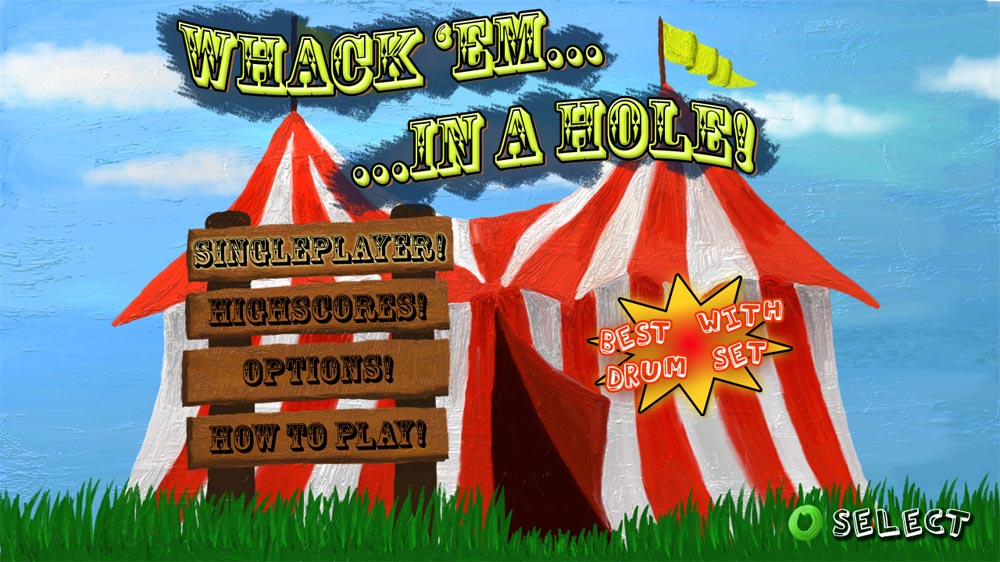 WHACK ‘EM...
...IN A HOLE!
SINGLEPLAYER!
HIGHSCORES!
OPTIONS!
HOW TO PLAY!
BEST WITH
DRUM SET
SELECT